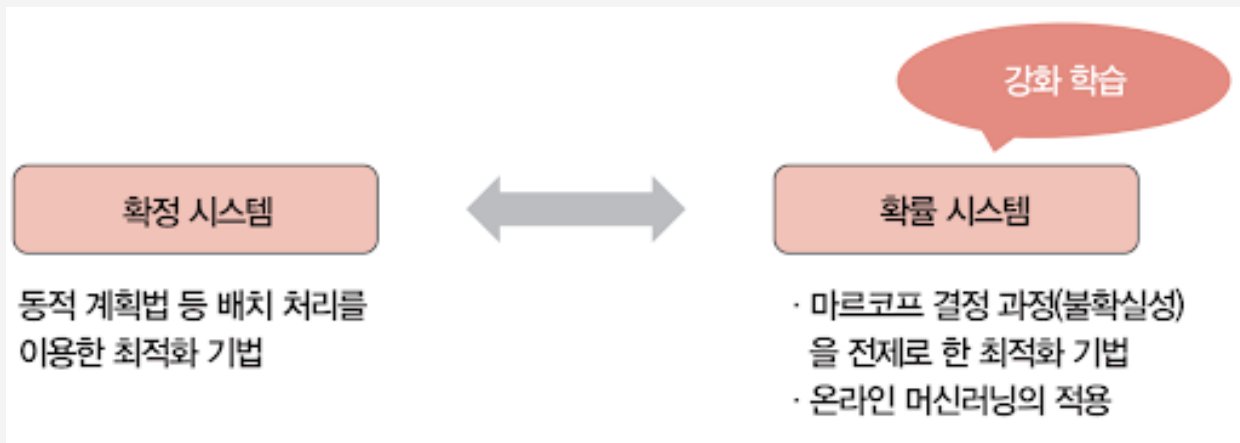 강화 학습
확정 시스템
확률 시스템
동적 계획법 등 배치 처리를
이용한 최적화 기법
· 마르코프 결정 과정(불확실성)
을 전제로 한 최적화 기법
· 온라인 머신러닝의 적용